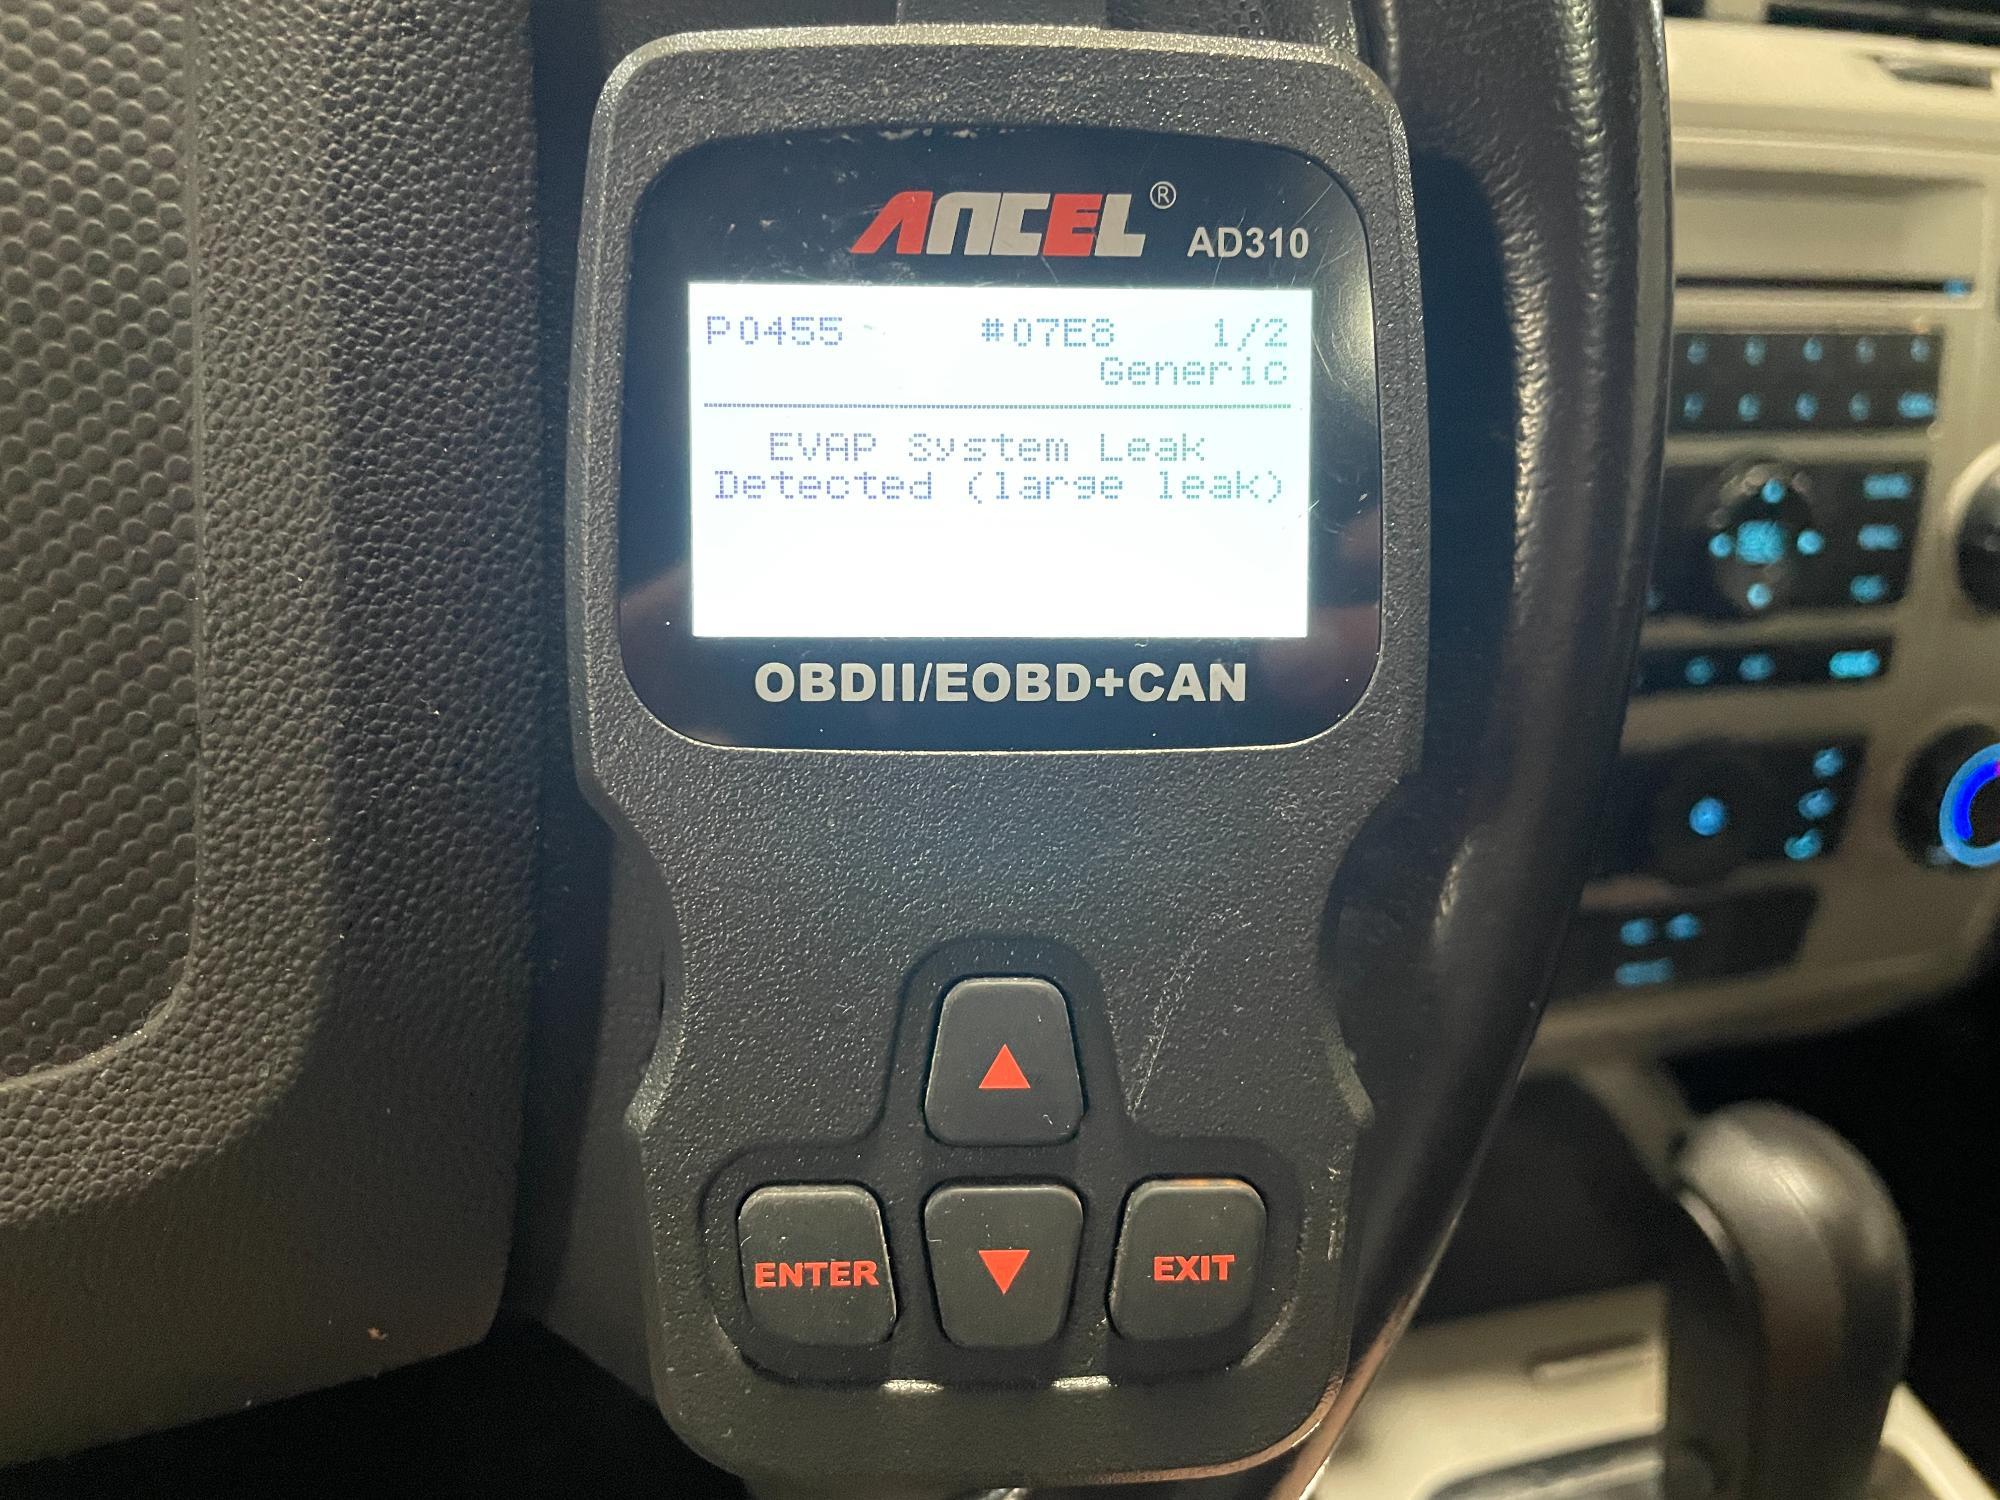 ANCEL® AD310
P0455 #07E8 1/2
Generic
EVAP System Leak
Detected (large leak)
OBDII/EOBD+CAN
ENTER
EXIT